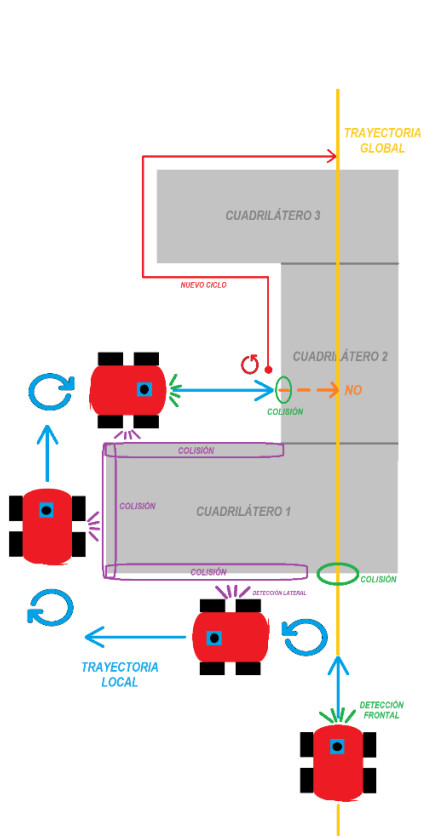 TRAYECTORIA
GLOBAL
CUADRILÁTERO 3
NUEVO CICLO
CUADRILÁTERO 2
NO
COLISIÓN
COLISIÓN
COLISIÓN
CUADRILÁTERO 1
COLISIÓN
COLISIÓN
DETECCIÓN LATERAL
TRAYECTORIA
LOCAL
DETECCIÓN
FRONTAL